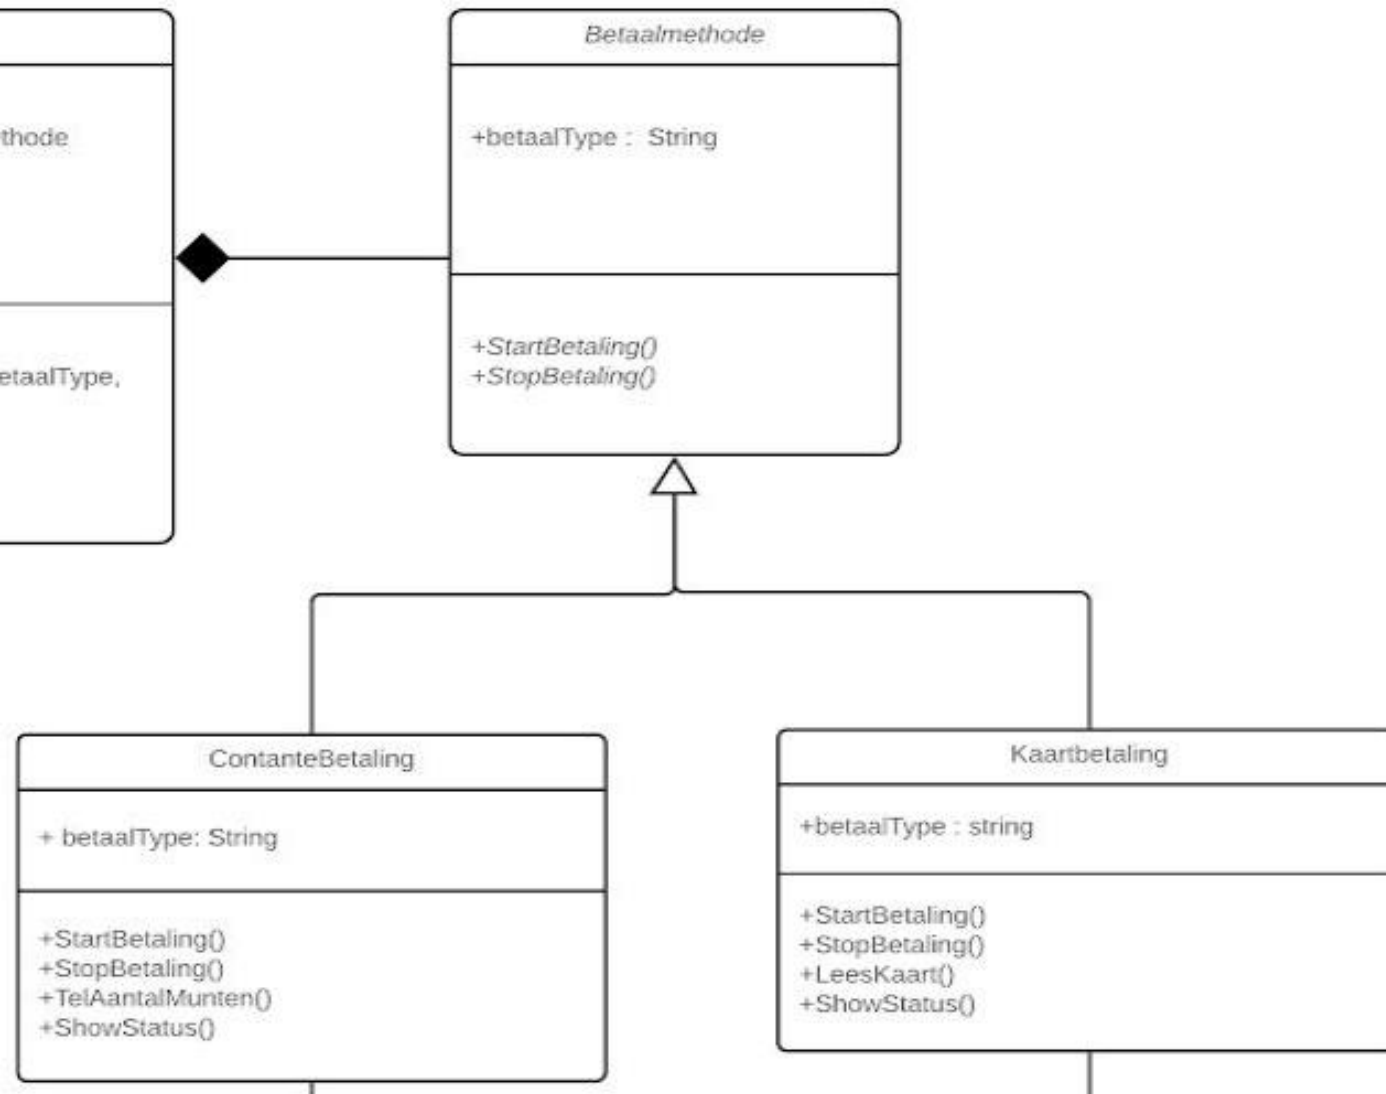 Betaalmethode
thode
+betaalType : String
+StartBetaling()
+StopBetaling()
etaalType,
ContanteBetaling
+ betaalType: String
+StartBetaling()
+StopBetaling()
+TelAantalMunten()
+ShowStatus()
Kaartbetaling
+betaalType : string
+StartBetaling()
+StopBetaling()
+LeesKaart()
+ShowStatus()